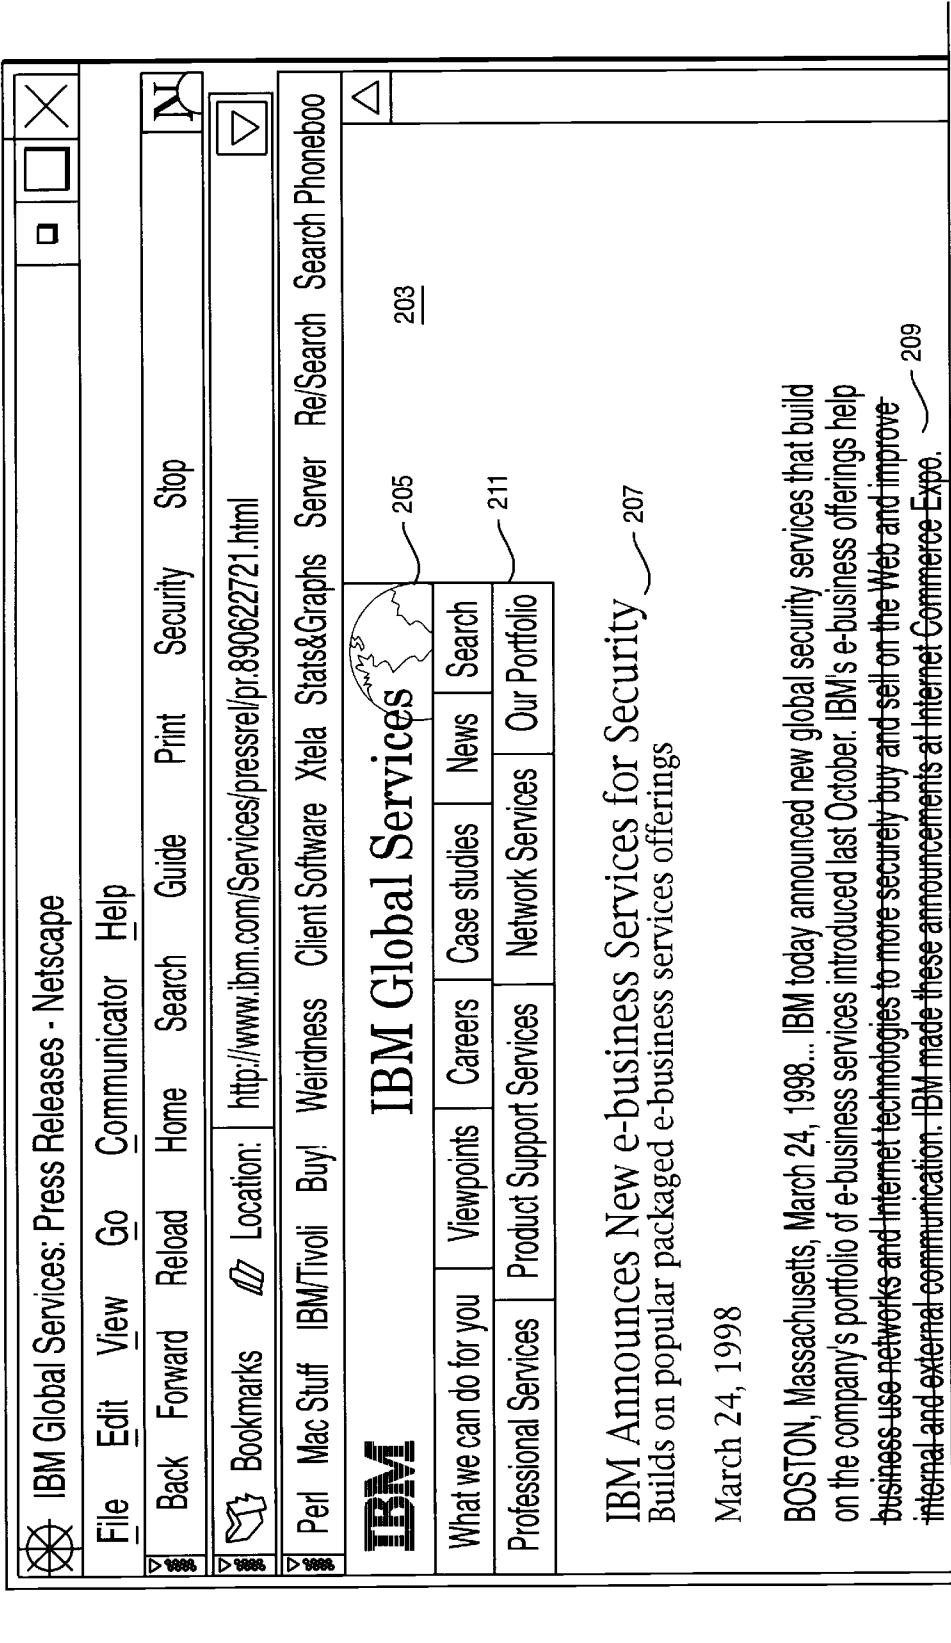 IBM Global Services: Press Releases - Netscape
File Edit View Go Communicator Help
Back Forward Reload Home Search Guide Print Security Stop N
Bookmarks Location: http://www.ibm.com/Services/pressrel/pr.890622721.html
Perl Mac Stuff IBM/Tivoli Buy! Weirdness Client Software Xtela Stats&Graphs Server Re/Search Search Phoneboo
IBM IBM Global Services 205 203
What we can do for you Viewpoints Careers Case studies News Search
Professional Services Product Support Services Network Services Our Portfolio 211
IBM Announces New e-business Services for Security 207
Builds on popular packaged e-business services offerings
March 24, 1998
BOSTON, Massachusetts, March 24, 1998... IBM today announced new global security services that build
on the company's portfolio of e-business services introduced last October. IBM's e-business offerings help
business use networks and Internet technologies to more securely buy and sell on the Web and improve
internal and external communication. IBM made these announcements at Internet Commerce Expo. 209